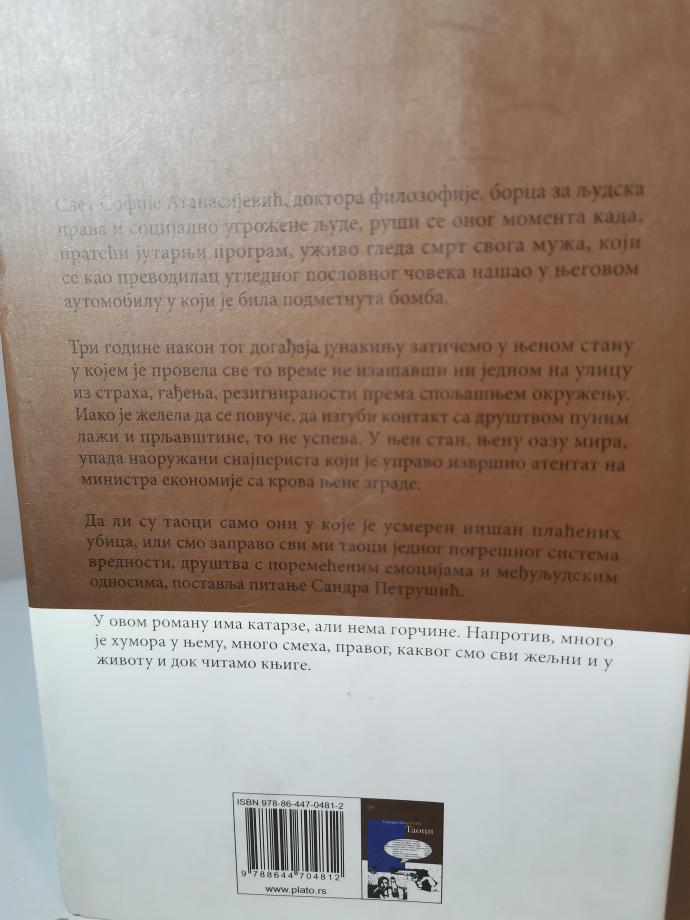 Свет Софије Атанасијевић, доктора филозофије, борца за људска
права и социјално угрожене људе, руши се оног момента када,
пратећи јутарњи програм, уживо гледа смрт свога мужа, који
се као преводилац угледног пословног човека нашао у његовом
аутомобилу у који је била подметнута бомба.
Три године након тог догађаја јунакињу затичемо у њеном стану
у којем је провела све то време не изашавши ни једном на улицу
из страха, гађења, резигнираности према спољашњем окружењу.
Иако је желела да се повуче, да изгуби контакт са друштвом пуним
лажи и прљавштине, то не успева. У њен стан, њену оазу мира,
упада наоружани снајпериста који је управо извршио атентат на
министра економије са крова њене зграде.
Да ли су таоци само они у које је усмерен нишан плаћених
убица, или смо заправо сви ми таоци једног погрешног система
вредности, друштва с поремећеним емоцијама и међуљудским
односима, поставља питање Сандра Петрушић.
У овом роману има катарзе, али нема горчине. Напротив, много
је хумора у њему, много смеха, правог, каквог смо сви жељни и у
животу и док читамо књиге.
ISBN 978-86-447-0481-2
9 788644 704812
www.plato.rs
Сандра Петрушић
Таоци